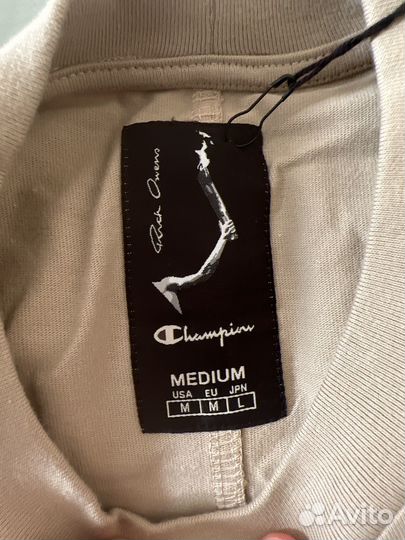 Rick Owens
Champion
MEDIUM
USA EU JPN
M M L
Avito